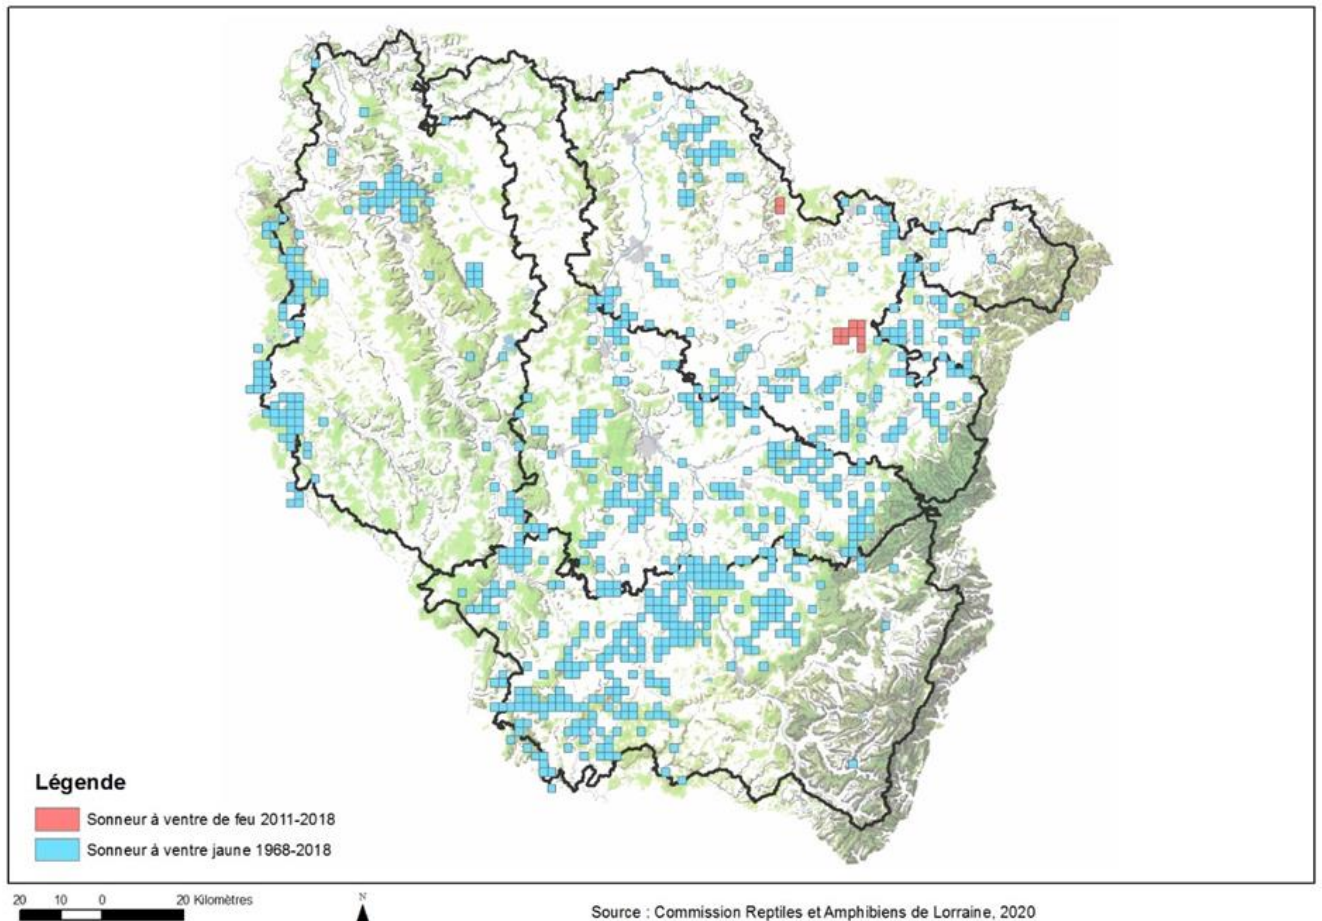 Légende
Sonneur à ventre de feu 2011-2018
Sonneur à ventre jaune 1968-2018
20 10 0 20 Kilomètres
N
Source : Commission Reptiles et Amphibiens de Lorraine, 2020